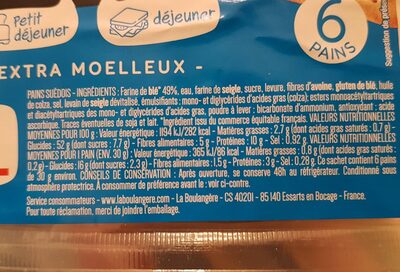 Petit
déjeuner
déjeuner
6
PAINS
EXTRA MOELLEUX -
PAINS SUÉDOIS - INGRÉDIENTS : Farine de blé* 49%, eau, farine de seigle, sucre, levure, fibres d'avoine, gluten de blé, huile
de colza, sel, levain de seigle dévitalisé, émulsifiants : mono- et diglycérides d'acides gras (colza); esters monoacétyltartriques
et diacétyltartriques des mono- et diglycérides d'acides gras, poudre à lever : bicarbonate d'ammonium, antioxydant : acide
ascorbique. Traces éventuelles de soja et lait. *Ingrédient issu du commerce équitable français. VALEURS NUTRITIONNELLES
MOYENNES POUR 100 g : Valeur énergétique : 1194 kJ/282 kcal - Matières grasses : 2.7 g (dont acides gras saturés : 0.7 g) -
Glucides : 52 g (dont sucres : 7.7 g) - Fibres alimentaires : 5 g - Protéines : 10 g - Sel : 0.92 g. VALEURS NUTRITIONNELLES
MOYENNES POUR 1 PAIN (ENV. 30 g) : Valeur énergétique : 365 kJ/86 kcal - Matières grasses : 0.8 g (dont acides gras saturés :
0.2 g) - Glucides : 16 g (dont sucres : 2.3 g) - Fibres alimentaires : 1.5 g - Protéines : 3 g - Sel : 0.28 g. Ce sachet contient 6 pains
de 30 g environ. CONSEILS DE CONSERVATION : Après ouverture, se conserve 48h au réfrigérateur. Conditionné sous
atmosphère protectrice. À consommer de préférence avant le : voir ci-contre.
Service consommateurs - www.laboulangere.com - La Boulangère - CS 40201 - 85140 Essarts en Bocage - France.
Pour toute réclamation, merci de joindre l'emballage.
Suggestion de